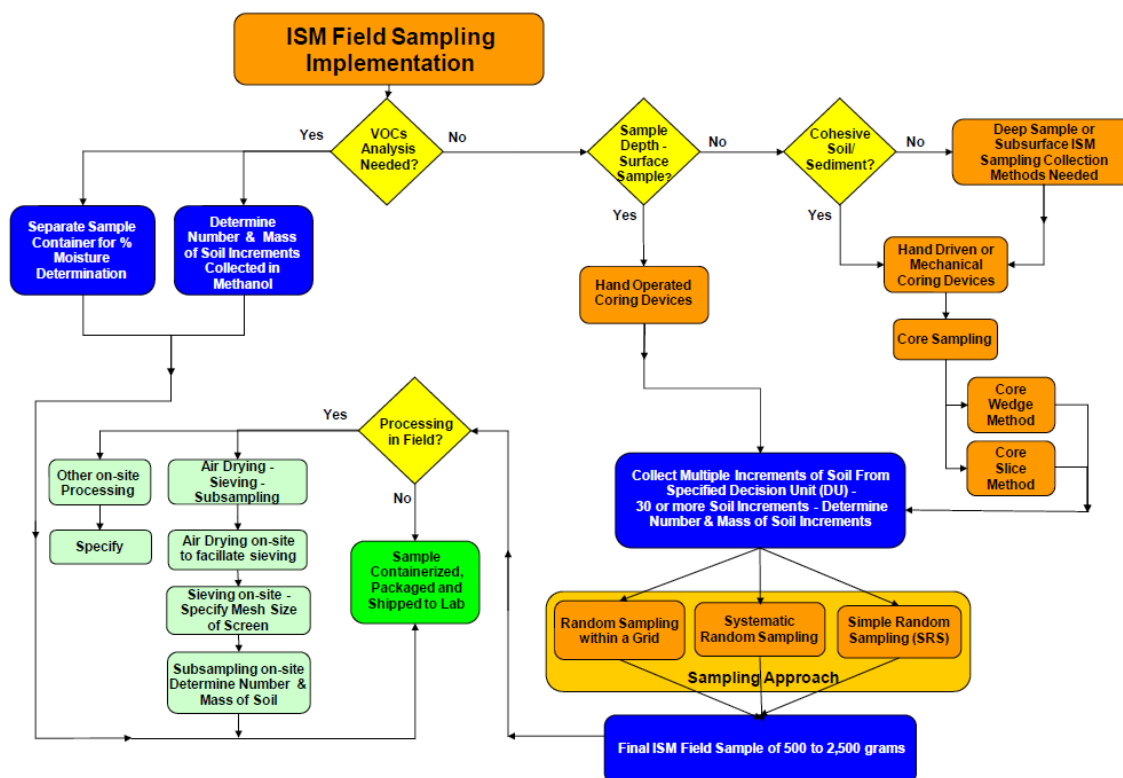 ISM Field Sampling
Implementation
Yes
VOCs
Analysis
Needed?
No
Sample
Depth -
Surface
Sample?
No
Cohesive
Soil/
Sediment?
No
Deep Sample or
Subsurface ISM
Sampling Collection
Methods Needed
Separate Sample
Container for %
Moisture
Determination
Determine
Number & Mass
of Soil Increments
Collected in
Methanol
Yes
Yes
Hand Operated
Coring Devices
Hand Driven or
Mechanical
Coring Devices
Core Sampling
Core
Wedge
Method
Core
Slice
Method
Yes
Processing
in Field?
No
Other on-site
Processing
Specify
Air Drying -
Sieving -
Subsampling
Air Drying on-site
to faciliate sieving
Sieving on-site -
Specify Mesh Size
of Screen
Subsampling on-site
Determine Number &
Mass of Soil
Sample
Containerized,
Packaged and
Shipped to Lab
Collect Multiple Increments of Soil From
Specified Decision Unit (DU) -
30 or more Soil Increments - Determine
Number & Mass of Soil Increments
Random Sampling
within a Grid
Systematic
Random Sampling
Simple Random
Sampling (SRS)
Sampling Approach
Final ISM Field Sample of 500 to 2,500 grams